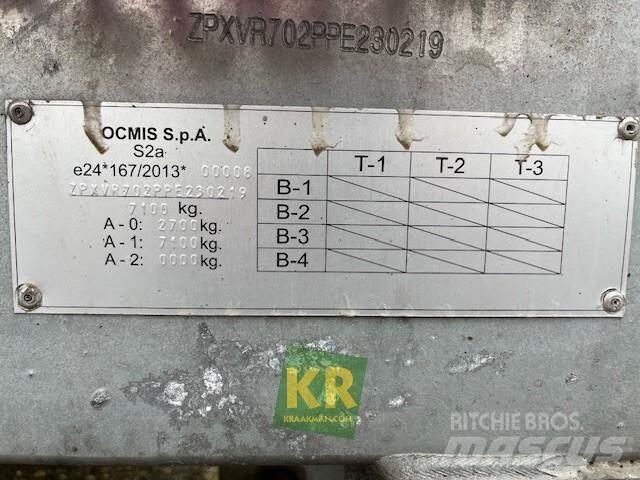 ZPXVR702PPE230219
OCMIS S.p.A.
S2a
e24*167/2013* 00008
ZPXVR702PPE230219
7100 kg.
A - 0: 2700 kg.
A - 1: 7100 kg.
A - 2: 0000 kg.
T-1 T-2 T-3
B-1
B-2
B-3
B-4
KR
KRAAKMAN.COM
RITCHIE BROS.
mascus